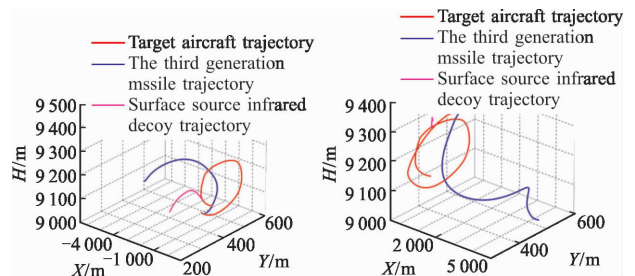 Target aircraft trajectory
The third generation
mssile trajectory
Surface source infrared
decoy trajectory
9 500
9 400
9 300
9 200
9 100
9 000
H/m
-4 000
-1 000
X/m
200
400
600
Y/m
Target aircraft trajectory
The third generation
mssile trajectory
Surface source infrared
decoy trajectory
9 400
9 300
9 200
9 100
9 000
H/m
2 000
5 000
X/m
400
600
Y/m